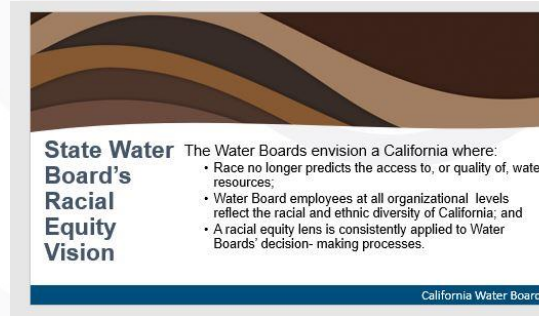 State Water
Board's
Racial
Equity
Vision
The Water Boards envision a California where:
• Race no longer predicts the access to, or quality of, wate
resources;
• Water Board employees at all organizational levels
reflect the racial and ethnic diversity of California; and
• A racial equity lens is consistently applied to Water
Boards' decision- making processes.
California Water Board